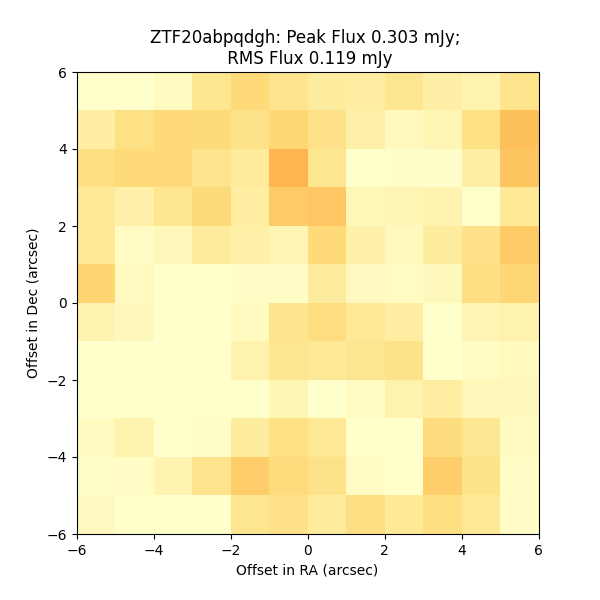 ZTF20abpqdgh: Peak Flux 0.303 mJy;
RMS Flux 0.119 mJy
6
4
2
0
−2
−4
−6
Offset in Dec (arcsec)
−6 −4 −2 0 2 4 6
Offset in RA (arcsec)